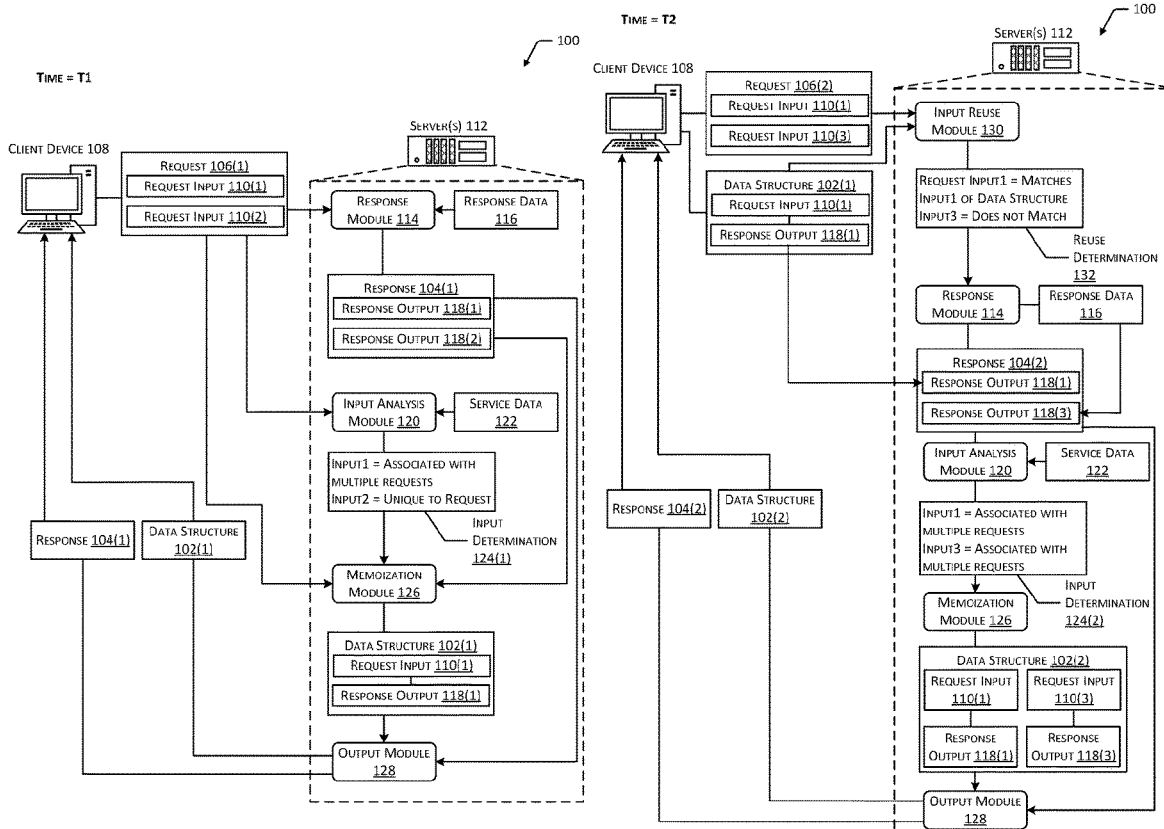 TIME = T1
100
CLIENT DEVICE 108
REQUEST 106(1)
REQUEST INPUT 110(1)
REQUEST INPUT 110(2)
SERVER(S) 112
RESPONSE
MODULE 114
RESPONSE DATA
116
RESPONSE 104(1)
RESPONSE OUTPUT 118(1)
RESPONSE OUTPUT 118(2)
INPUT ANALYSIS
MODULE 120
SERVICE DATA
122
INPUT1 = ASSOCIATED WITH
MULTIPLE REQUESTS
INPUT2 = UNIQUE TO REQUEST
INPUT
DETERMINATION
124(1)
RESPONSE 104(1)
DATA STRUCTURE
102(1)
MEMOIZATION
MODULE 126
DATA STRUCTURE 102(1)
REQUEST INPUT 110(1)
RESPONSE OUTPUT 118(1)
OUTPUT MODULE
128
TIME = T2
100
SERVER(S) 112
CLIENT DEVICE 108
REQUEST 106(2)
REQUEST INPUT 110(1)
REQUEST INPUT 110(3)
INPUT REUSE
MODULE 130
DATA STRUCTURE 102(1)
REQUEST INPUT 110(1)
RESPONSE OUTPUT 118(1)
REQUEST INPUT1 = MATCHES
INPUT1 OF DATA STRUCTURE
INPUT3 = DOES NOT MATCH
REUSE
DETERMINATION
132
RESPONSE
MODULE 114
RESPONSE DATA
116
RESPONSE 104(2)
RESPONSE OUTPUT 118(1)
RESPONSE OUTPUT 118(3)
INPUT ANALYSIS
MODULE 120
SERVICE DATA
122
RESPONSE 104(2)
DATA STRUCTURE
102(2)
INPUT1 = ASSOCIATED WITH
MULTIPLE REQUESTS
INPUT3 = ASSOCIATED WITH
MULTIPLE REQUESTS
INPUT
DETERMINATION
124(2)
MEMOIZATION
MODULE 126
DATA STRUCTURE 102(2)
REQUEST INPUT
110(1)
REQUEST INPUT
110(3)
RESPONSE
OUTPUT 118(1)
RESPONSE
OUTPUT 118(3)
OUTPUT MODULE
128